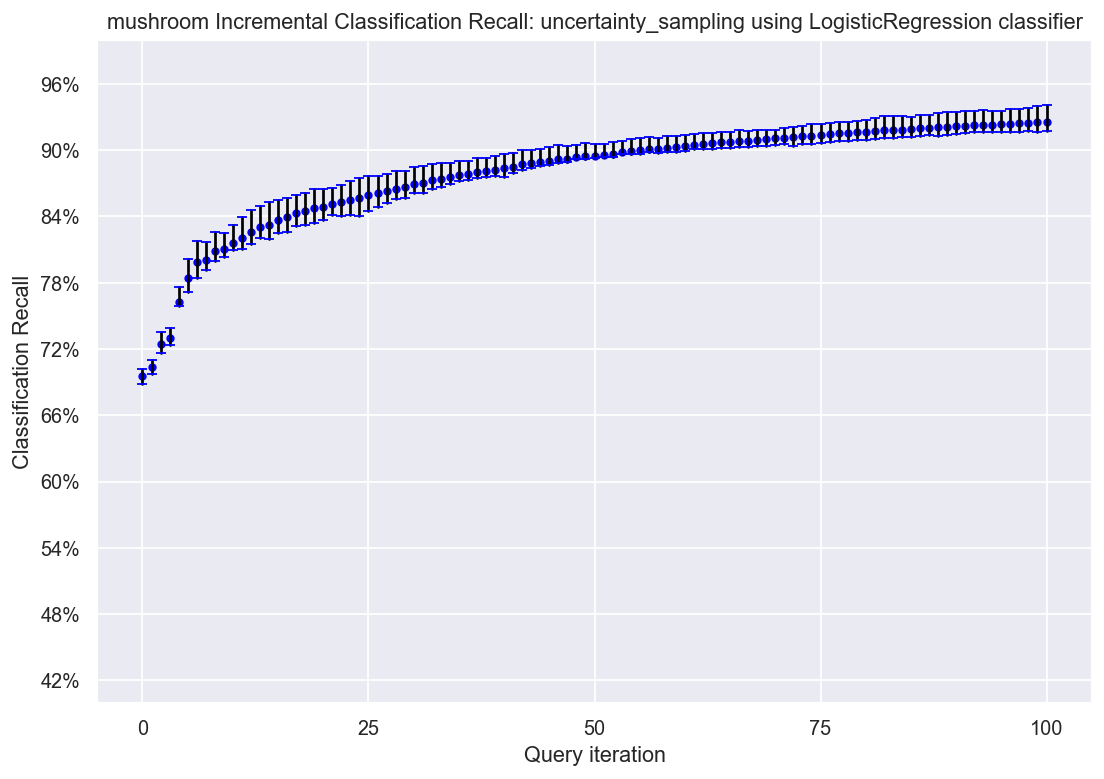 mushroom Incremental Classification Recall: uncertainty_sampling using LogisticRegression classifier
96%
90%
84%
78%
72%
66%
60%
54%
48%
42%
Classification Recall
0 25 50 75 100
Query iteration